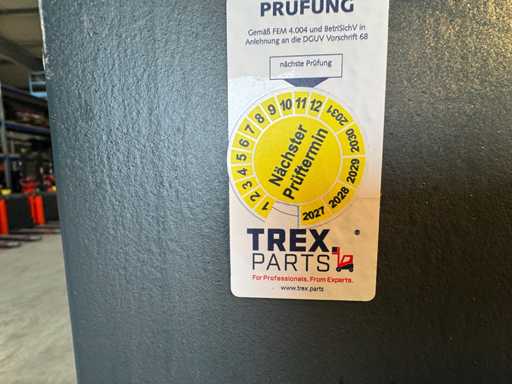 PRÜFUNG
Gemäß FEM 4.004 und BetrlSichV in
Anlehnung an die DGUV Vorschrift 68
nächste Prüfung
1 2 3 4 5 6 7 8 9 10 11 12
2027 2028 2029 2030 2031
Nächster
Prüftermin
TREX.
PARTS
®
For Professionals. From Experts.
www.trex.parts